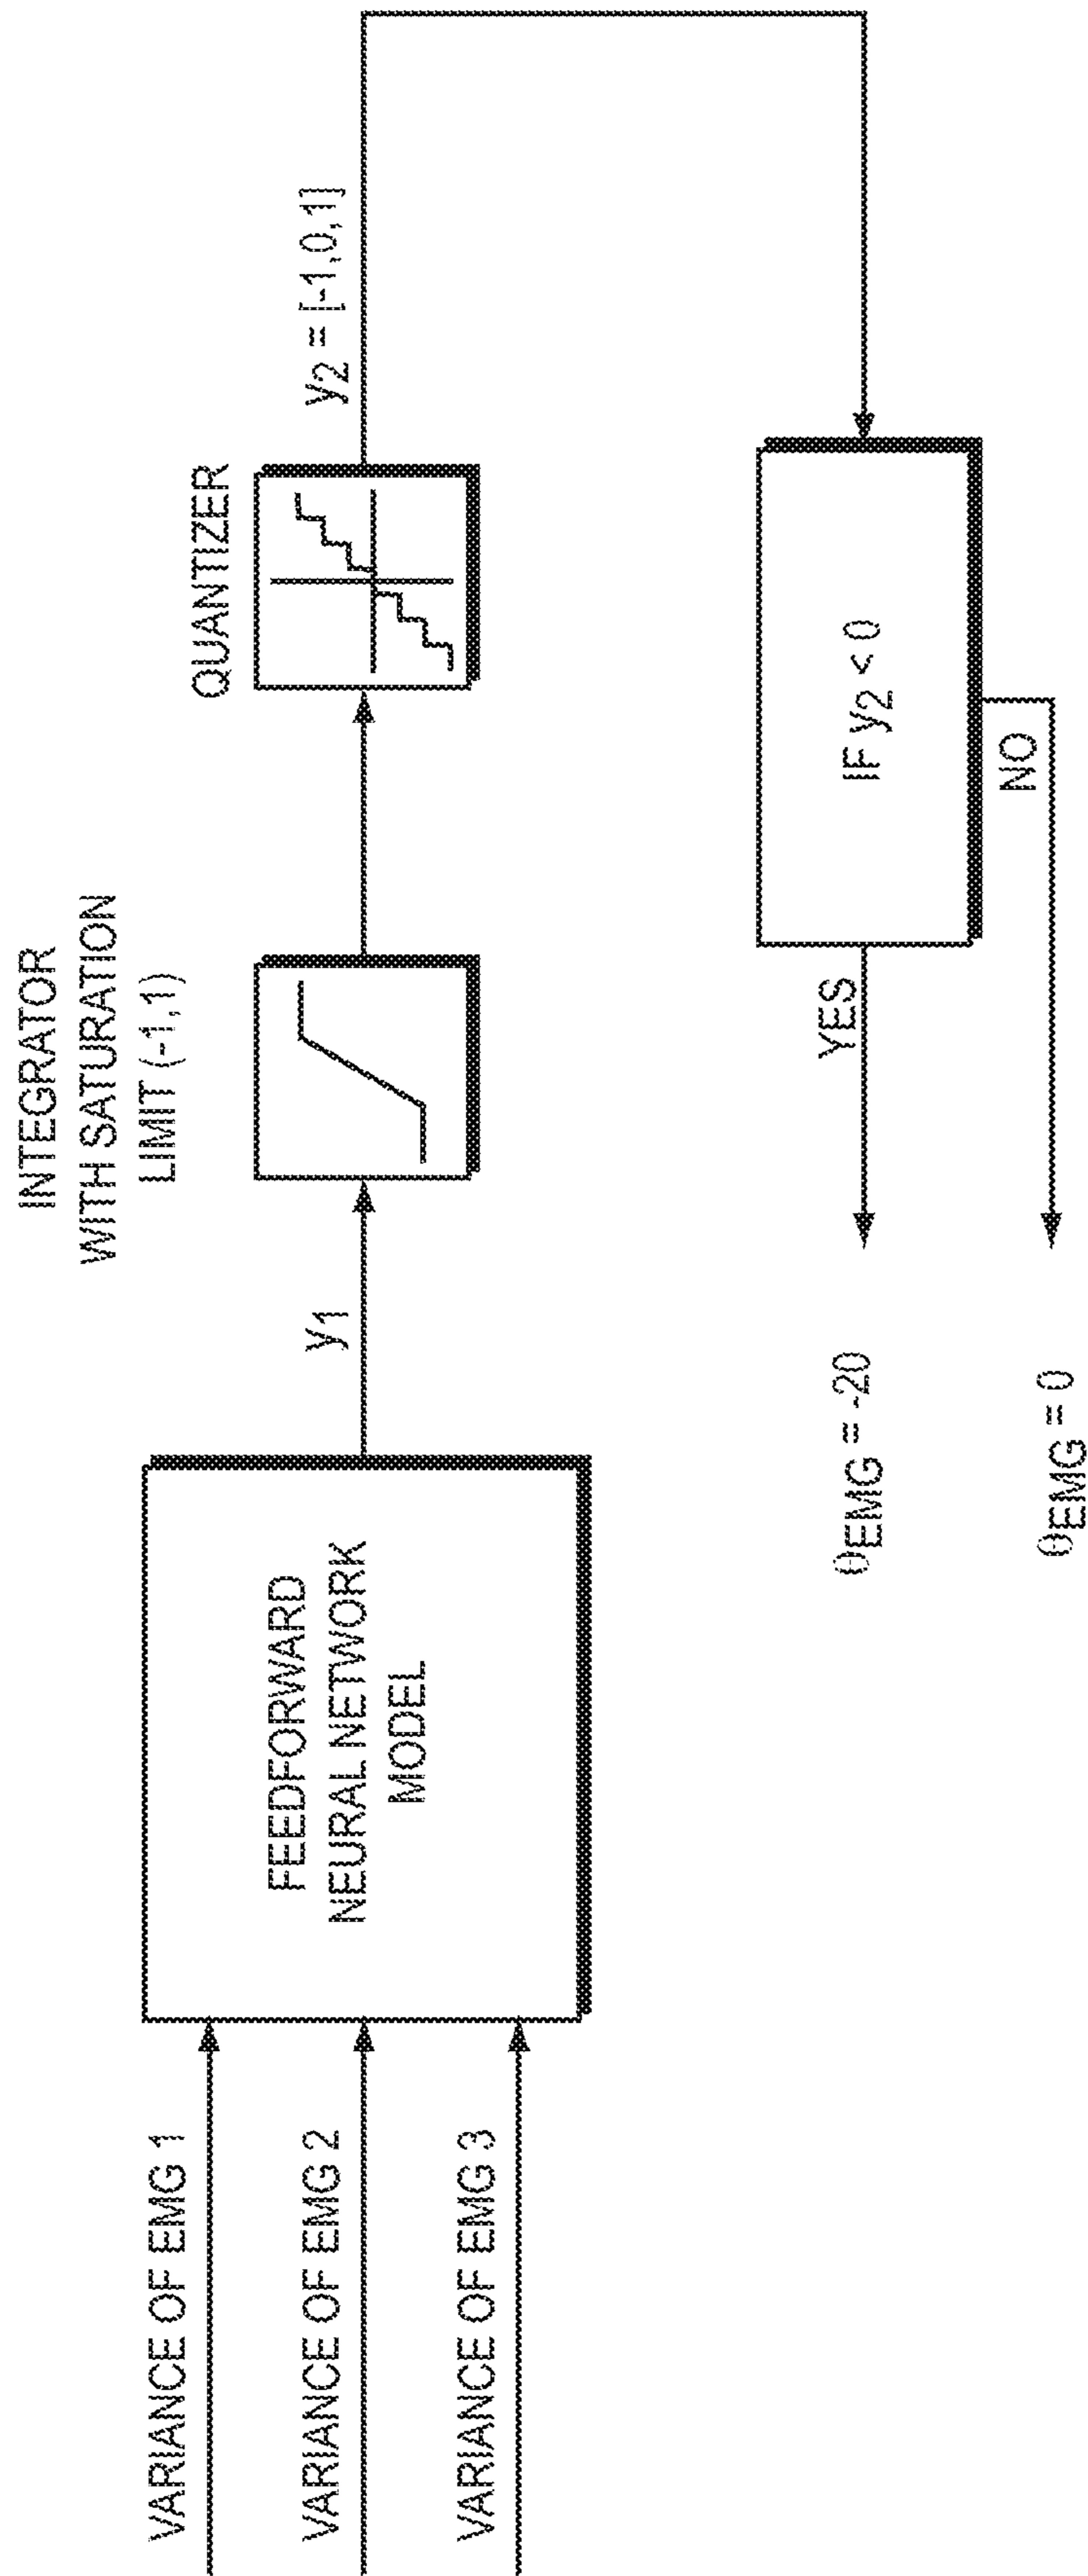 VARIANCE OF EMG 1
VARIANCE OF EMG 2
VARIANCE OF EMG 3
FEEDFORWARD
NEURAL NETWORK
MODEL
y1
INTEGRATOR
WITH SATURATION
LIMIT (-1,1)
QUANTIZER
y2 = [-1,0,1]
IF y2 < 0
YES
NO
θEMG = -20
θEMG = 0